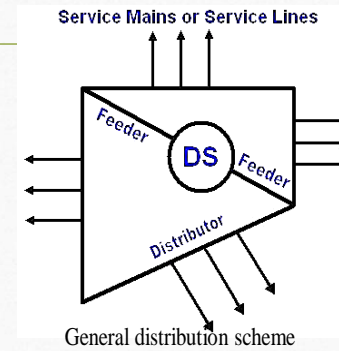 Service Mains or Service Lines
Feeder
DS
Feeder
Distributor
General distribution scheme